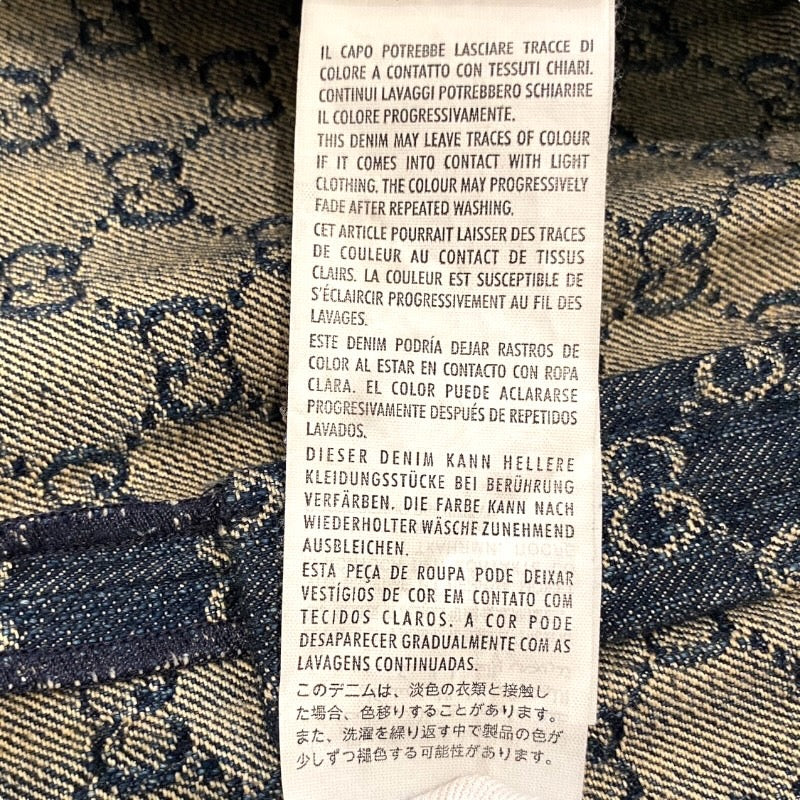 IL CAPO POTREBBE LASCIARE TRACCE DI
COLORE A CONTATTO CON TESSUTI CHIARI.
CONTINUI LAVAGGI POTREBBERO SCHIARIRE
IL COLORE PROGRESSIVAMENTE.
THIS DENIM MAY LEAVE TRACES OF COLOUR
IF IT COMES INTO CONTACT WITH LIGHT
CLOTHING. THE COLOUR MAY PROGRESSIVELY
FADE AFTER REPEATED WASHING.
CET ARTICLE POURRAIT LAISSER DES TRACES
DE COULEUR AU CONTACT DE TISSUS
CLAIRS. LA COULEUR EST SUSCEPTIBLE DE
S'ÉCLAIRCIR PROGRESSIVEMENT AU FIL DES
LAVAGES.
ESTE DENIM PODRÍA DEJAR RASTROS DE
COLOR AL ESTAR EN CONTACTO CON ROPA
CLARA. EL COLOR PUEDE ACLARARSE
PROGRESIVAMENTE DESPUÉS DE REPETIDOS
LAVADOS.
DIESER DENIM KANN HELLERE
KLEIDUNGSSTÜCKE BEI BERÜHRUNG
VERFÄRBEN. DIE FARBE KANN NACH
WIEDERHOLTER WÄSCHE ZUNEHMEND
AUSBLEICHEN.
ESTA PEÇA DE ROUPA PODE DEIXAR
VESTÍGIOS DE COR EM CONTATO COM
TECIDOS CLAROS. A COR PODE
DESAPARECER GRADUALMENTE COM AS
LAVAGENS CONTINUADAS.
このデニムは、淡色の衣類と接触し
た場合、色移りすることがあります。
また、洗濯を繰り返す中で製品の色が
少しずつ褪色する可能性があります。